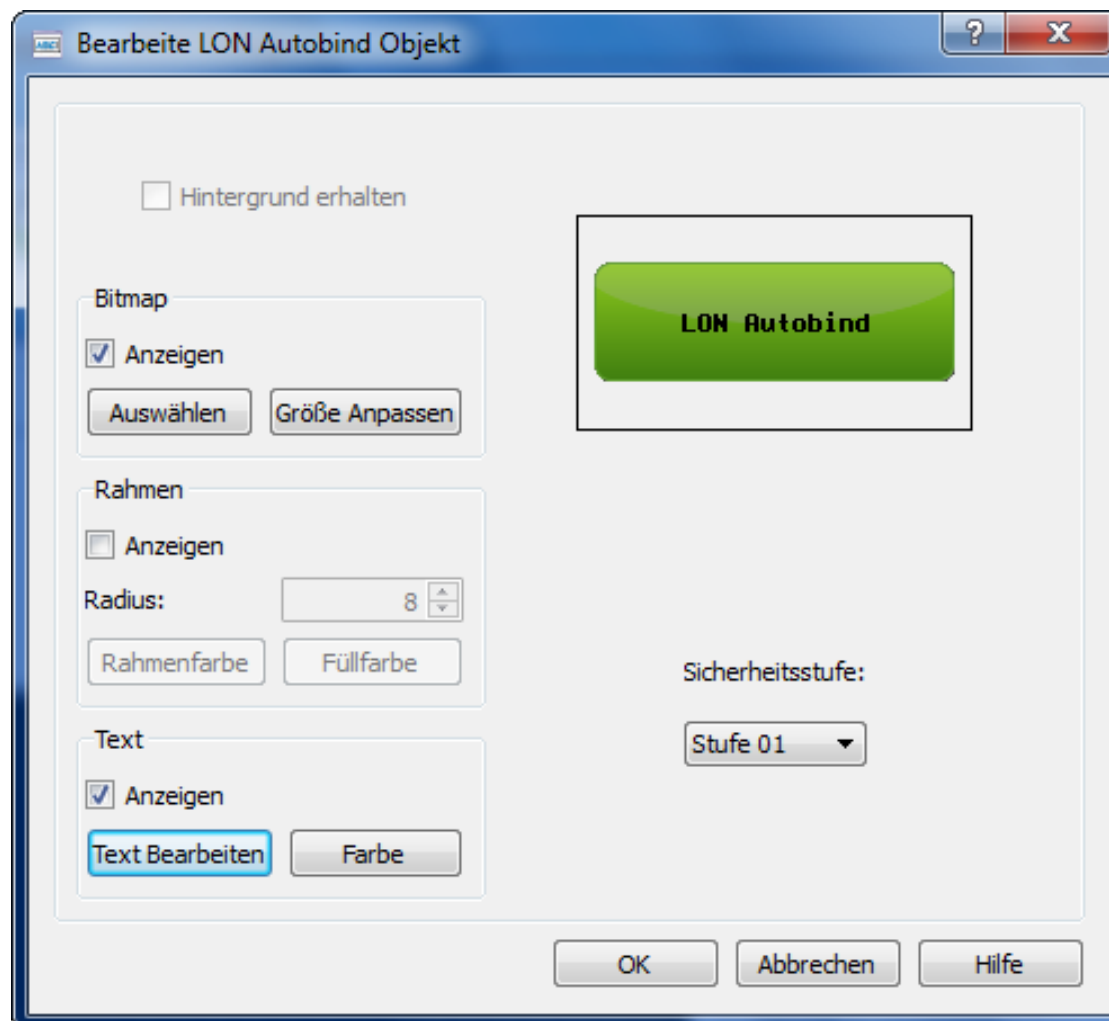 Bearbeite LON Autobind Objekt
Hintergrund erhalten
Bitmap
Anzeigen
Auswählen Größe Anpassen
LON Autobind
Rahmen
Anzeigen
Radius: 8
Rahmenfarbe Füllfarbe
Text
Anzeigen
Text Bearbeiten Farbe
Sicherheitsstufe:
Stufe 01
OK Abbrechen Hilfe